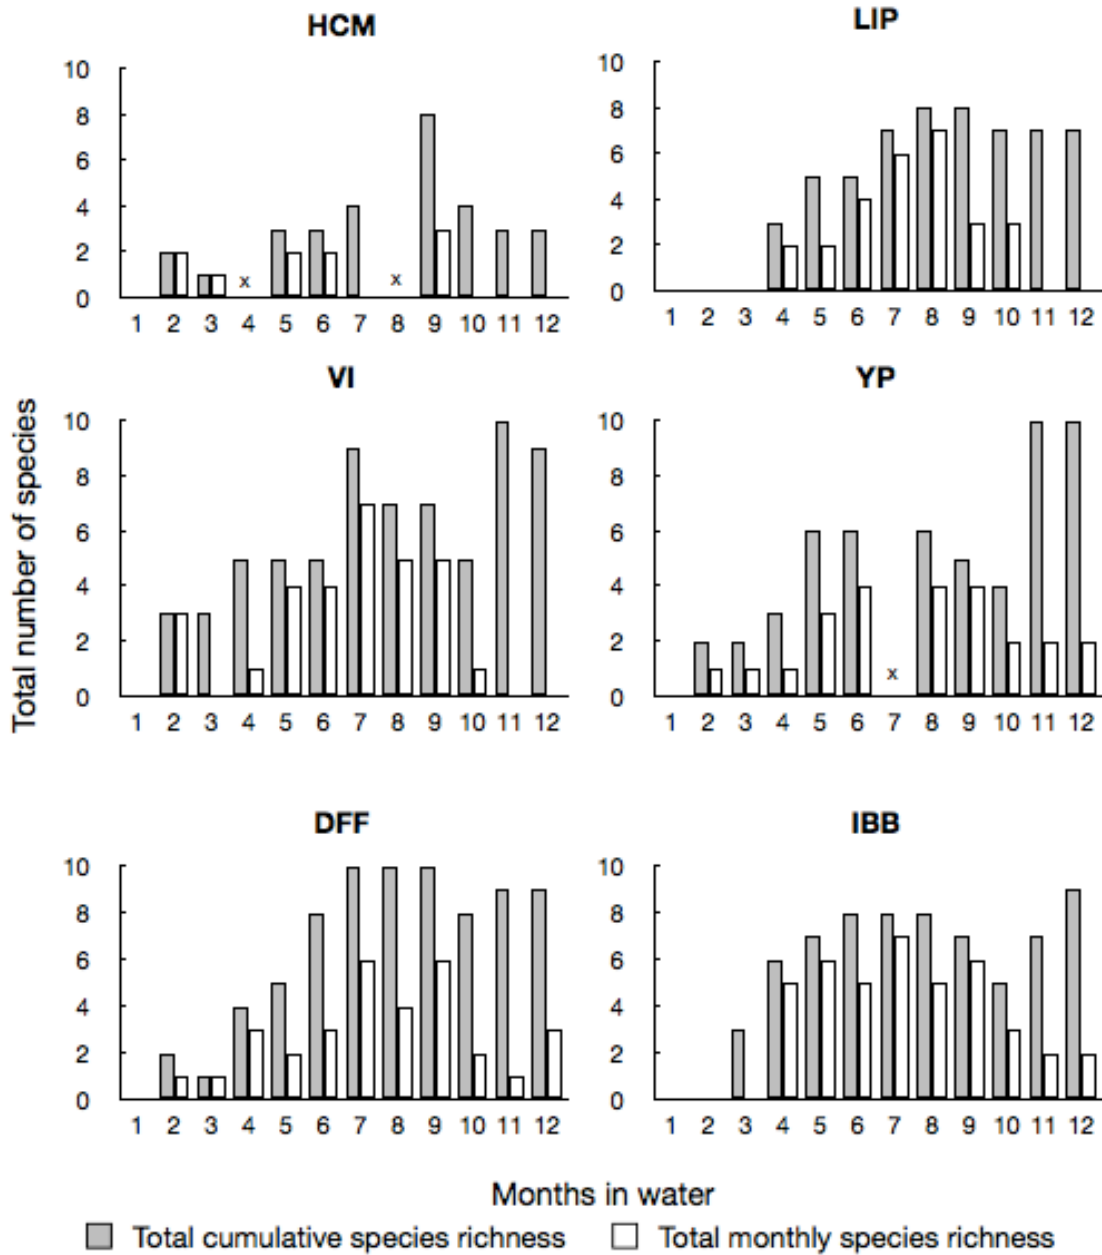 HCM
LIP
10
8
6
4
2
0
x
x
1 2 3 4 5 6 7 8 9 10 11 12
10
8
6
4
2
0
1 2 3 4 5 6 7 8 9 10 11 12
VI
YP
Total number of species
10
8
6
4
2
0
1 2 3 4 5 6 7 8 9 10 11 12
10
8
6
4
2
0
x
1 2 3 4 5 6 7 8 9 10 11 12
DFF
IBB
10
8
6
4
2
0
1 2 3 4 5 6 7 8 9 10 11 12
10
8
6
4
2
0
1 2 3 4 5 6 7 8 9 10 11 12
Months in water
Total cumulative species richness
Total monthly species richness